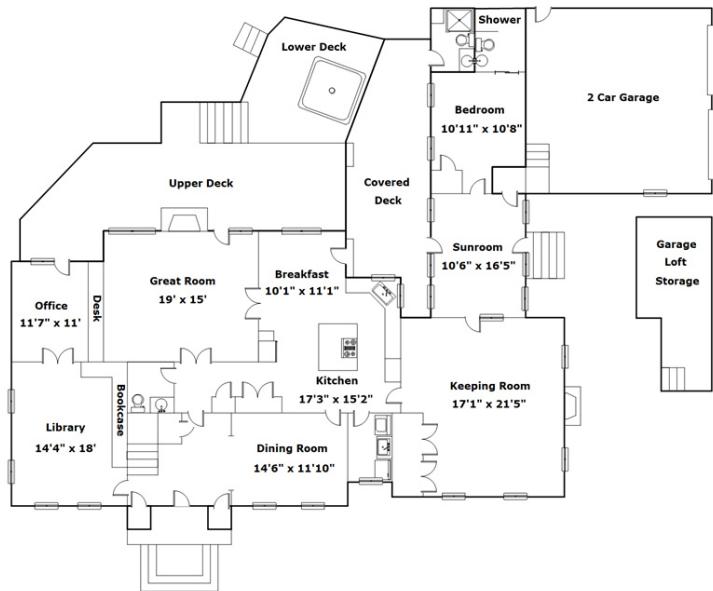 Shower
Lower Deck
2 Car Garage
Bedroom
10'11" x 10'8"
Upper Deck
Covered
Deck
Sunroom
10'6" x 16'5"
Garage
Loft
Storage
Great Room
19' x 15'
Breakfast
10'1" x 11'1"
Office
11'7" x 11'
Desk
Kitchen
17'3" x 15'2"
Keeping Room
17'1" x 21'5"
Bookcase
Library
14'4" x 18'
Dining Room
14'6" x 11'10"